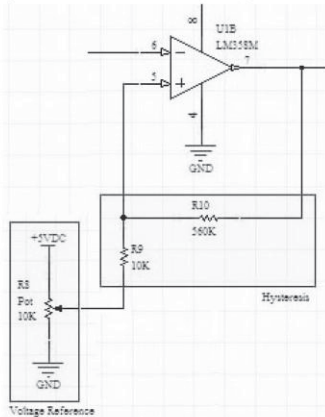 8
U1B
LM358M
6
5
7
4
GND
R10
560K
R9
10K
Hysteresis
+5VDC
R8
Pot
10K
GND
Voltage Reference